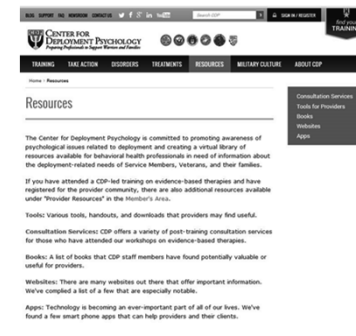 BLOG SUPPORT FAQ NEWSROOM CONTACT US
Search CDP
SIGN IN / REGISTER
find your
TRAINING
CENTER FOR
DEPLOYMENT PSYCHOLOGY
Preparing Professionals to Support Warriors and Families
TRAINING TAKE ACTION DISORDERS TREATMENTS RESOURCES MILITARY CULTURE ABOUT CDP
Home › Resources
Resources
Consultation Services
Tools for Providers
Books
Websites
Apps
The Center for Deployment Psychology is committed to promoting awareness of
psychological issues related to deployment and creating a virtual library of
resources available for behavioral health professionals in need of information about
the deployment-related needs of Service Members, Veterans, and their families.
If you have attended a CDP-led training on evidence-based therapies and have
registered for the provider community, there are also additional resources available
under "Provider Resources" in the Member's Area.
Tools: Various tools, handouts, and downloads that providers may find useful.
Consultation Services: CDP offers a variety of post-training consultation services
for those who have attended our workshops on evidence-based therapies.
Books: A list of books that CDP staff members have found potentially valuable or
useful for providers.
Websites: There are many websites out there that offer important information.
We've complied a list of a few that are especially notable.
Apps: Technology is becoming an ever-important part of all of our lives. We've
found a few smart phone apps that can help providers and their clients.